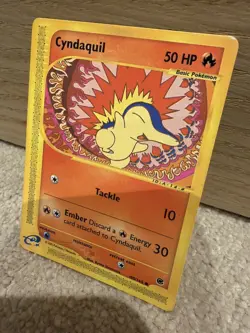 Cyndaquil
50 HP
Basic Pokémon
Tackle
10
Ember Discard a Energy
card attached to Cyndaquil.
30
e